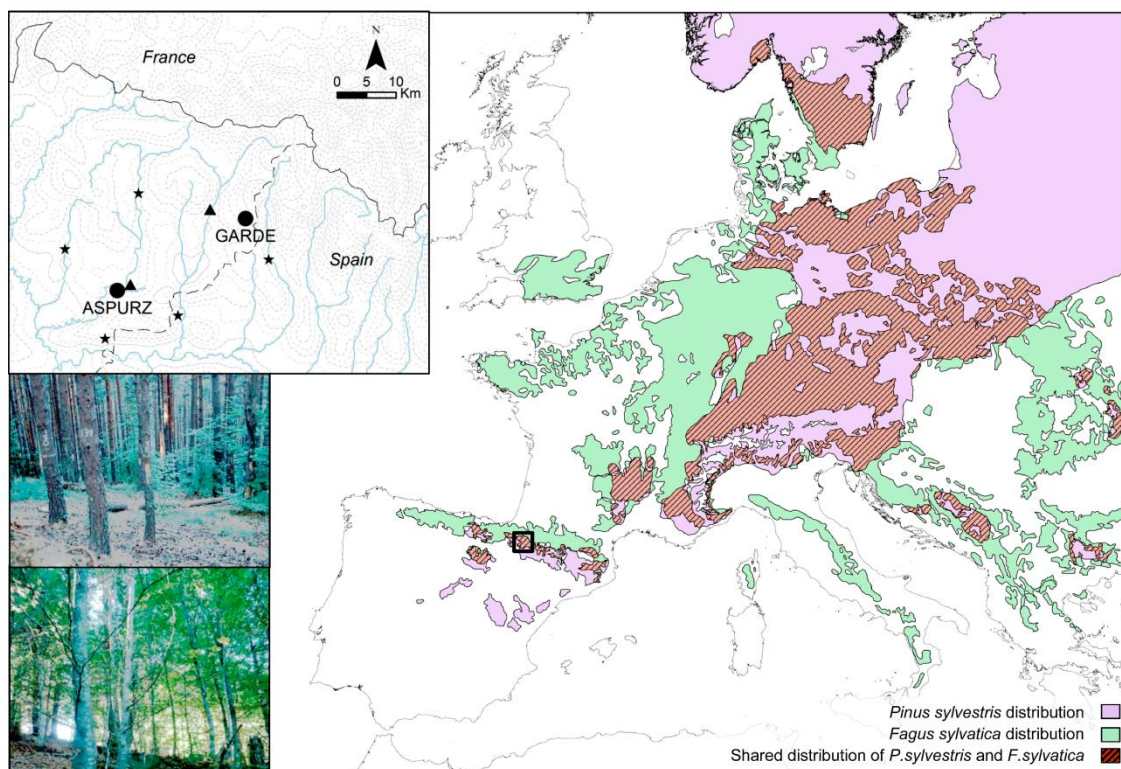 France
N
0 5 10
Km
GARDE
Spain
ASPURZ
Pinus sylvestris distribution
Fagus sylvatica distribution
Shared distribution of P.sylvestris and F.sylvatica